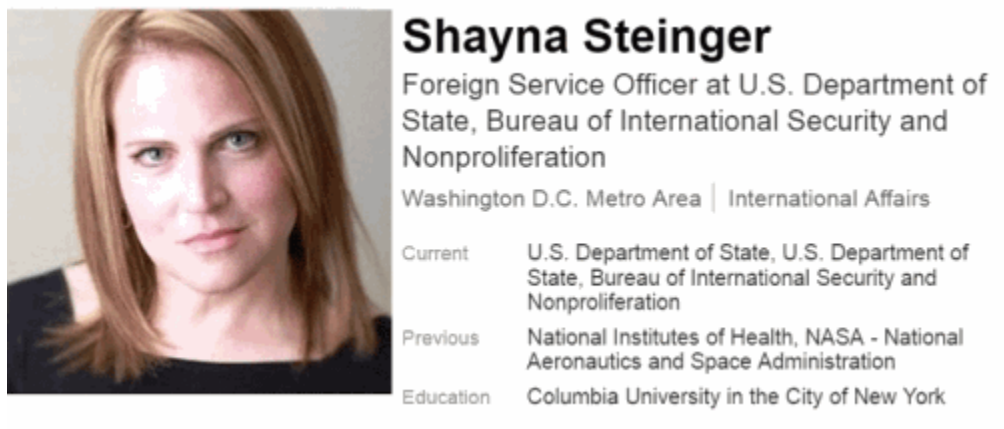 Shayna Steinger
Foreign Service Officer at U.S. Department of
State, Bureau of International Security and
Nonproliferation
Washington D.C. Metro Area | International Affairs
Current U.S. Department of State, U.S. Department of
State, Bureau of International Security and
Nonproliferation
Previous National Institutes of Health, NASA - National
Aeronautics and Space Administration
Education Columbia University in the City of New York